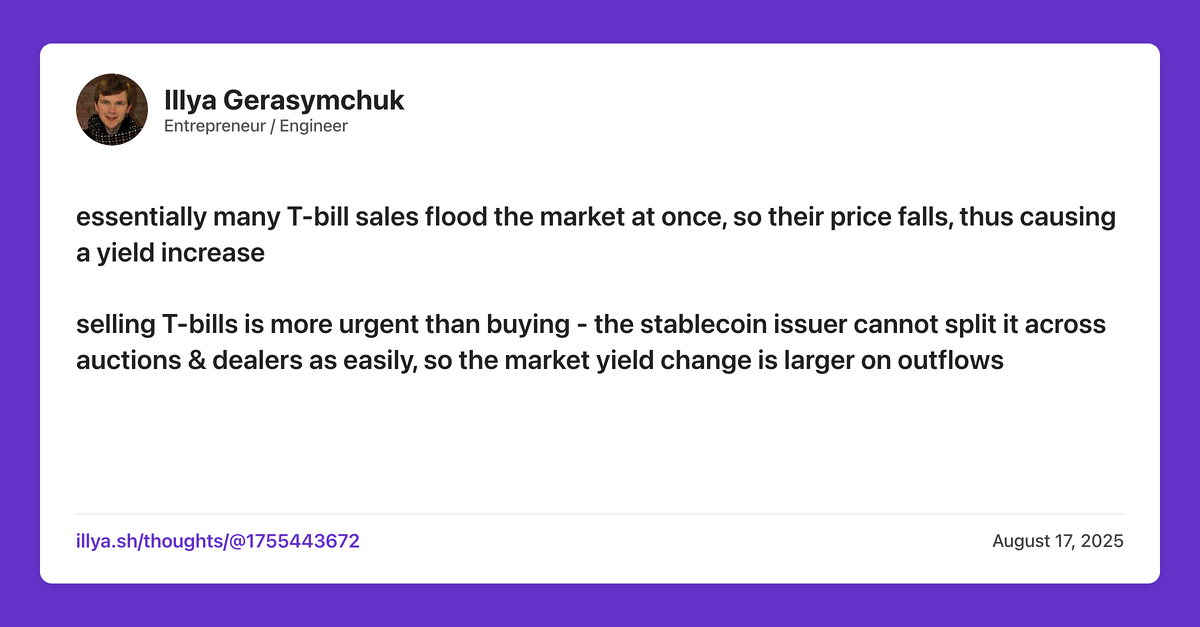 Illya Gerasymchuk
Entrepreneur / Engineer
essentially many T-bill sales flood the market at once, so their price falls, thus causing
a yield increase
selling T-bills is more urgent than buying - the stablecoin issuer cannot split it across
auctions & dealers as easily, so the market yield change is larger on outflows
illya.sh/thoughts/@1755443672
August 17, 2025